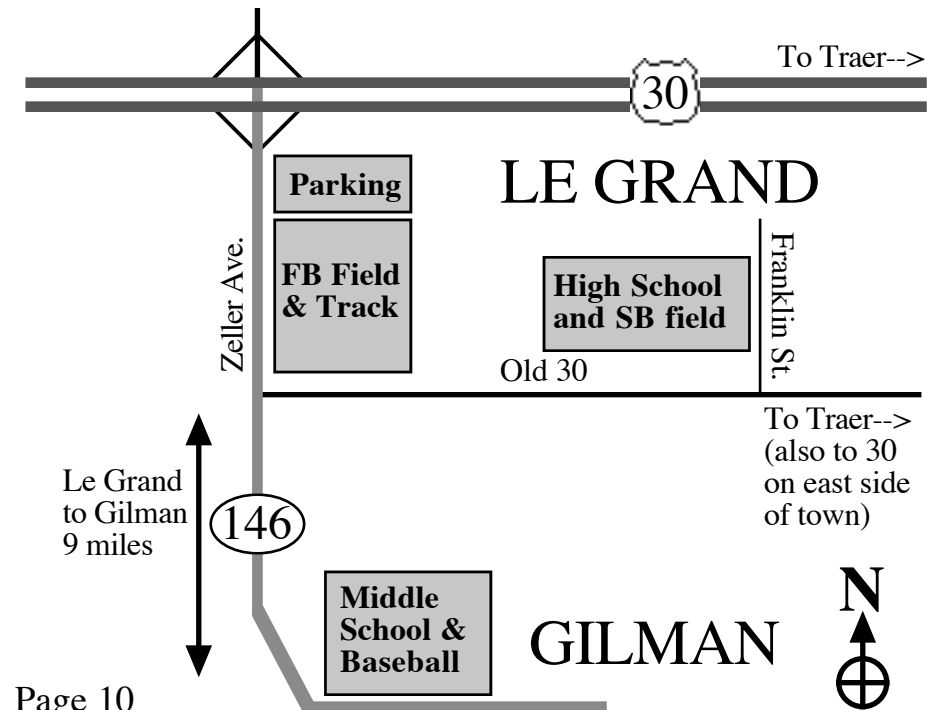 To Traer-->
30
LE GRAND
Parking
Zeller Ave.
FB Field
& Track
High School
and SB field
Franklin St.
Old 30
To Traer-->
(also to 30
on east side
of town)
Le Grand
to Gilman
9 miles
146
Middle
School &
Baseball
GILMAN
N
Page 10